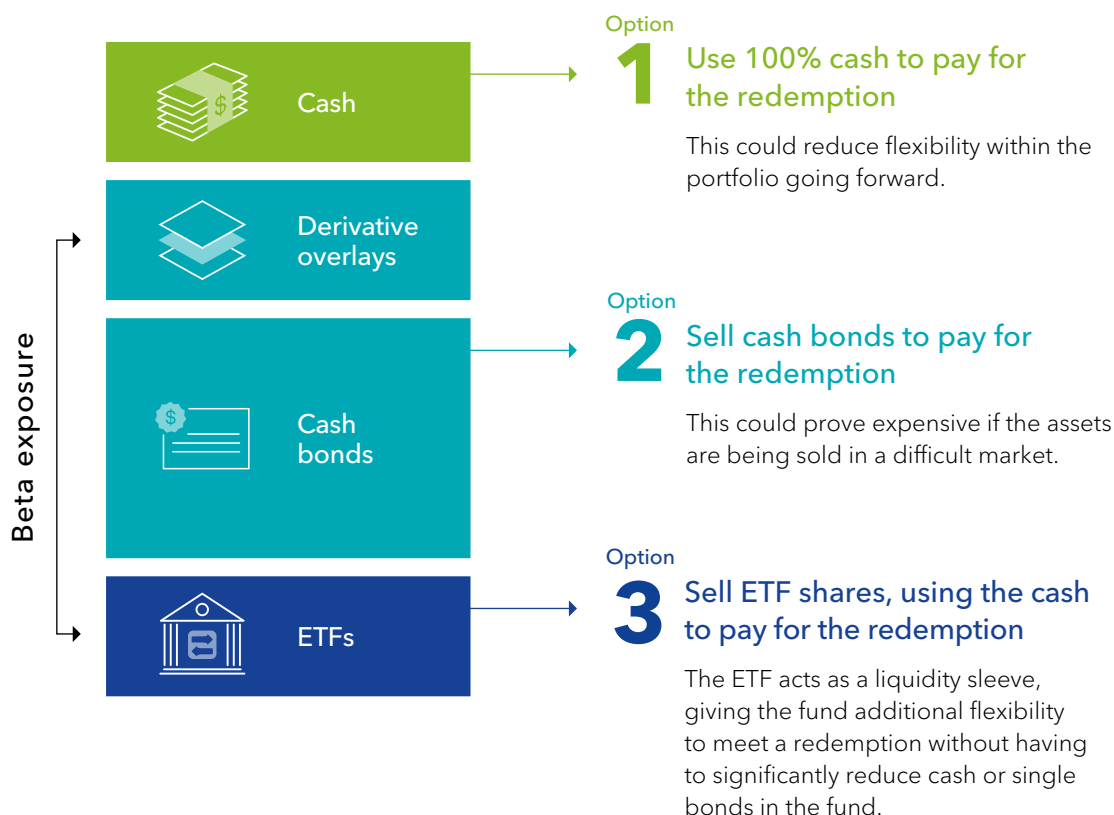 Option
1
Use 100% cash to pay for
the redemption
This could reduce flexibility within the
portfolio going forward.
$
Cash
Derivative
overlays
Beta exposure
Option
2
Sell cash bonds to pay for
the redemption
This could prove expensive if the assets
are being sold in a difficult market.
$
Cash
bonds
Option
3
Sell ETF shares, using the cash
to pay for the redemption
The ETF acts as a liquidity sleeve,
giving the fund additional flexibility
to meet a redemption without having
to significantly reduce cash or single
bonds in the fund.
ETFs